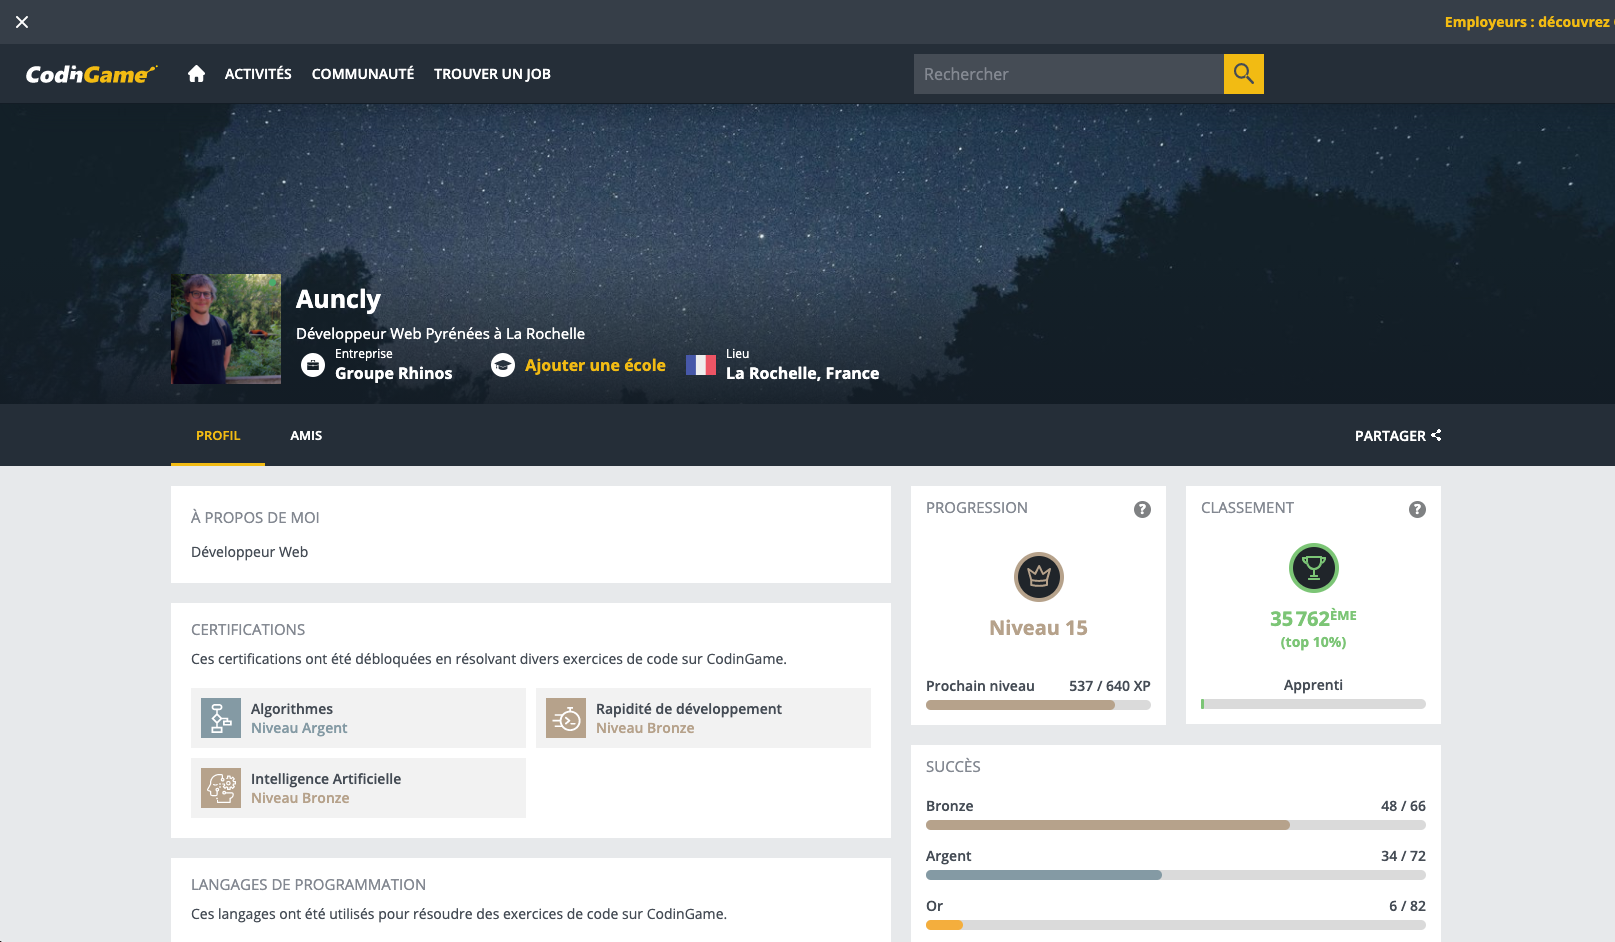 Employeurs : découvrez
CodinGame
ACTIVITÉS
COMMUNAUTÉ
TROUVER UN JOB
Rechercher
Auncly
Développeur Web Pyrénées à La Rochelle
Entreprise
Groupe Rhinos
Ajouter une école
Lieu
La Rochelle, France
PROFIL
AMIS
PARTAGER
À PROPOS DE MOI
Développeur Web
CERTIFICATIONS
Ces certifications ont été débloquées en résolvant divers exercices de code sur CodinGame.
Algorithmes
Niveau Argent
Rapidité de développement
Niveau Bronze
Intelligence Artificielle
Niveau Bronze
LANGAGES DE PROGRAMMATION
Ces langages ont été utilisés pour résoudre des exercices de code sur CodinGame.
PROGRESSION
?
Niveau 15
Prochain niveau
537 / 640 XP
CLASSEMENT
?
35 762ÈME
(top 10%)
Apprenti
SUCCÈS
Bronze
48 / 66
Argent
34 / 72
Or
6 / 82